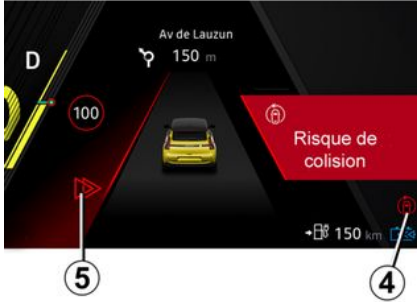 Av de Lauzun
150 m
D
100
Risque de
colision
150 km
5
4